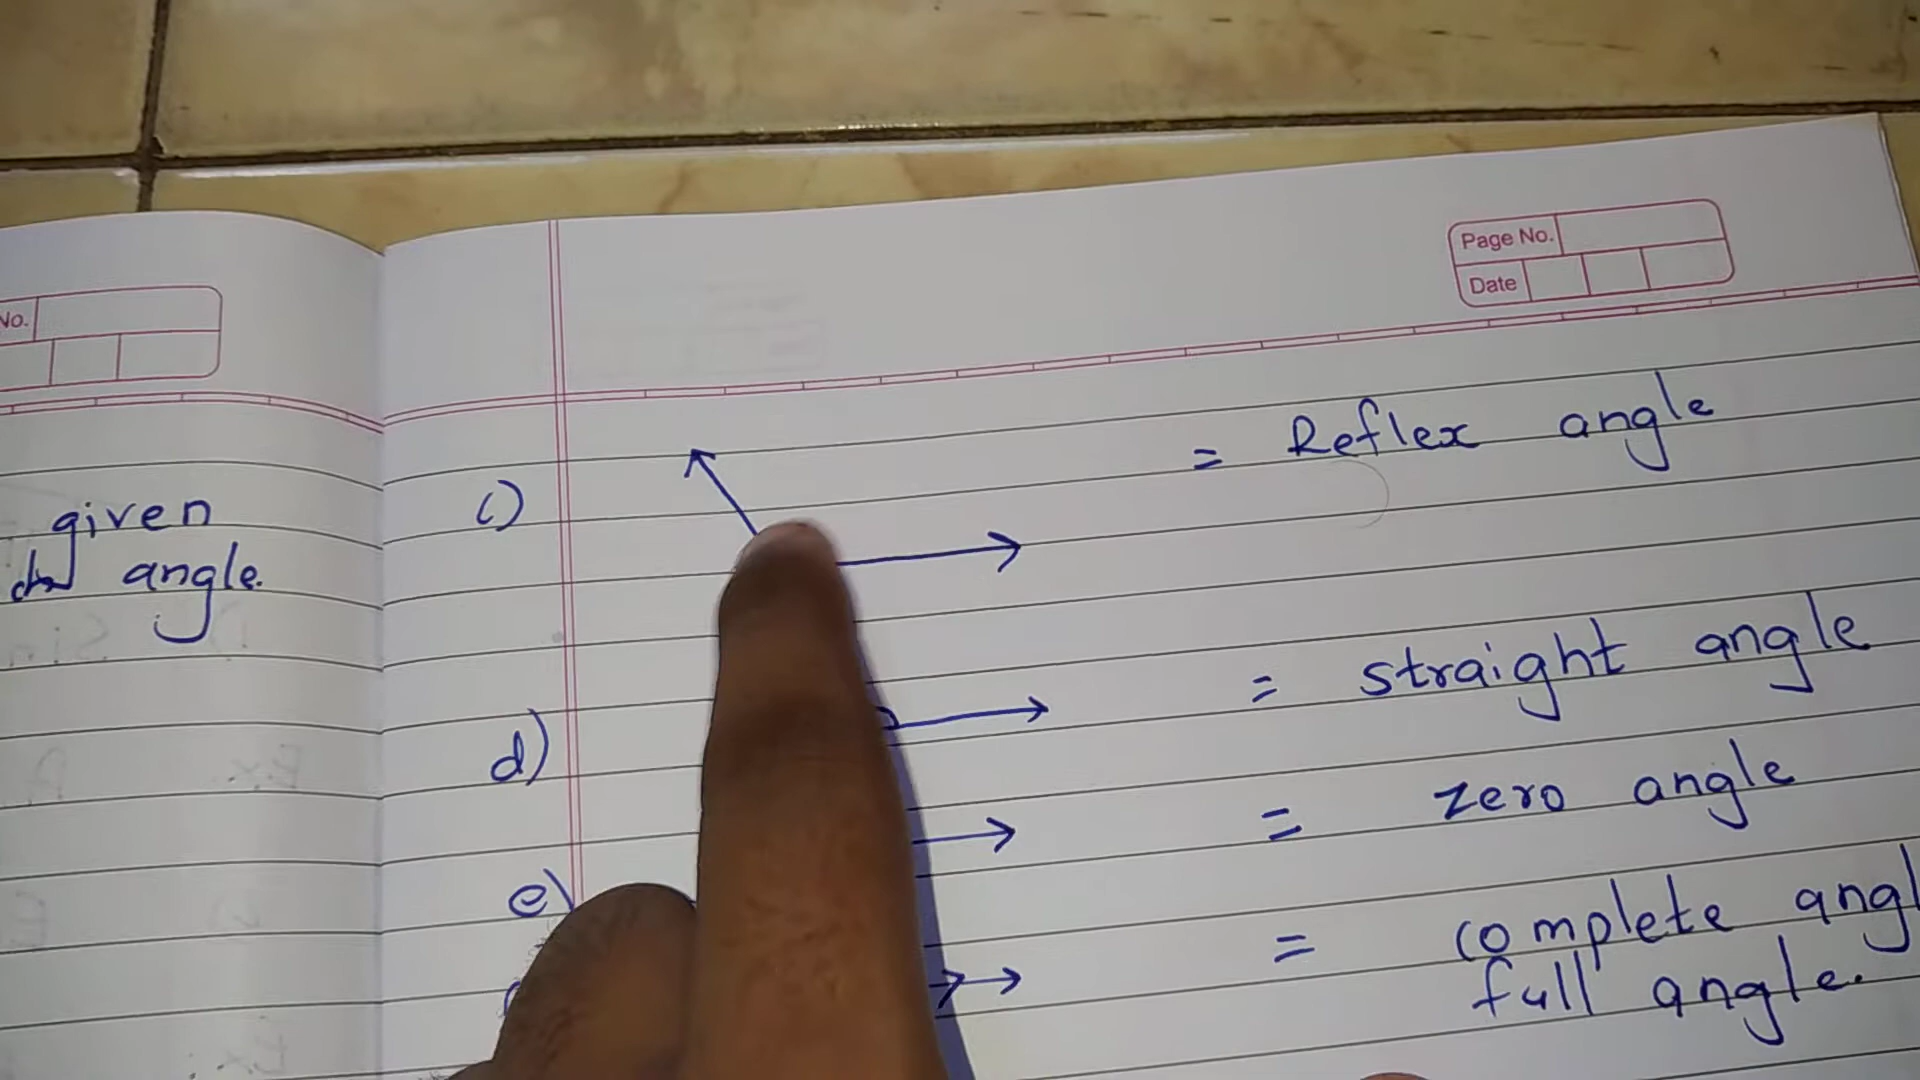 No.
given
angle.
Page No.
Date
c) = Reflex angle
d) = straight angle
e) = zero angle
= complete angl
full angle.